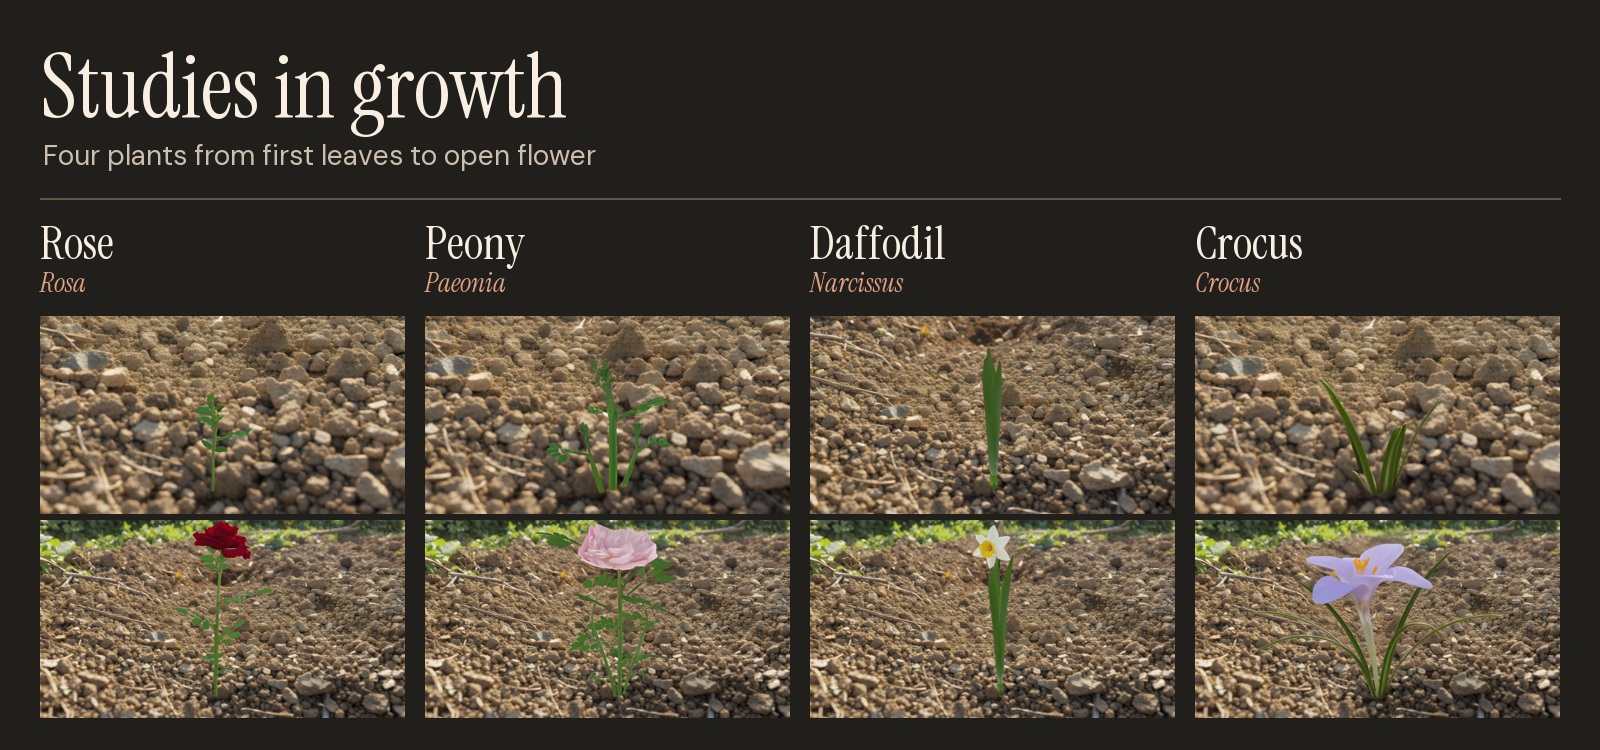 Studies in growth
Four plants from first leaves to open flower
Rose
Rosa
Peony
Paeonia
Daffodil
Narcissus
Crocus
Crocus